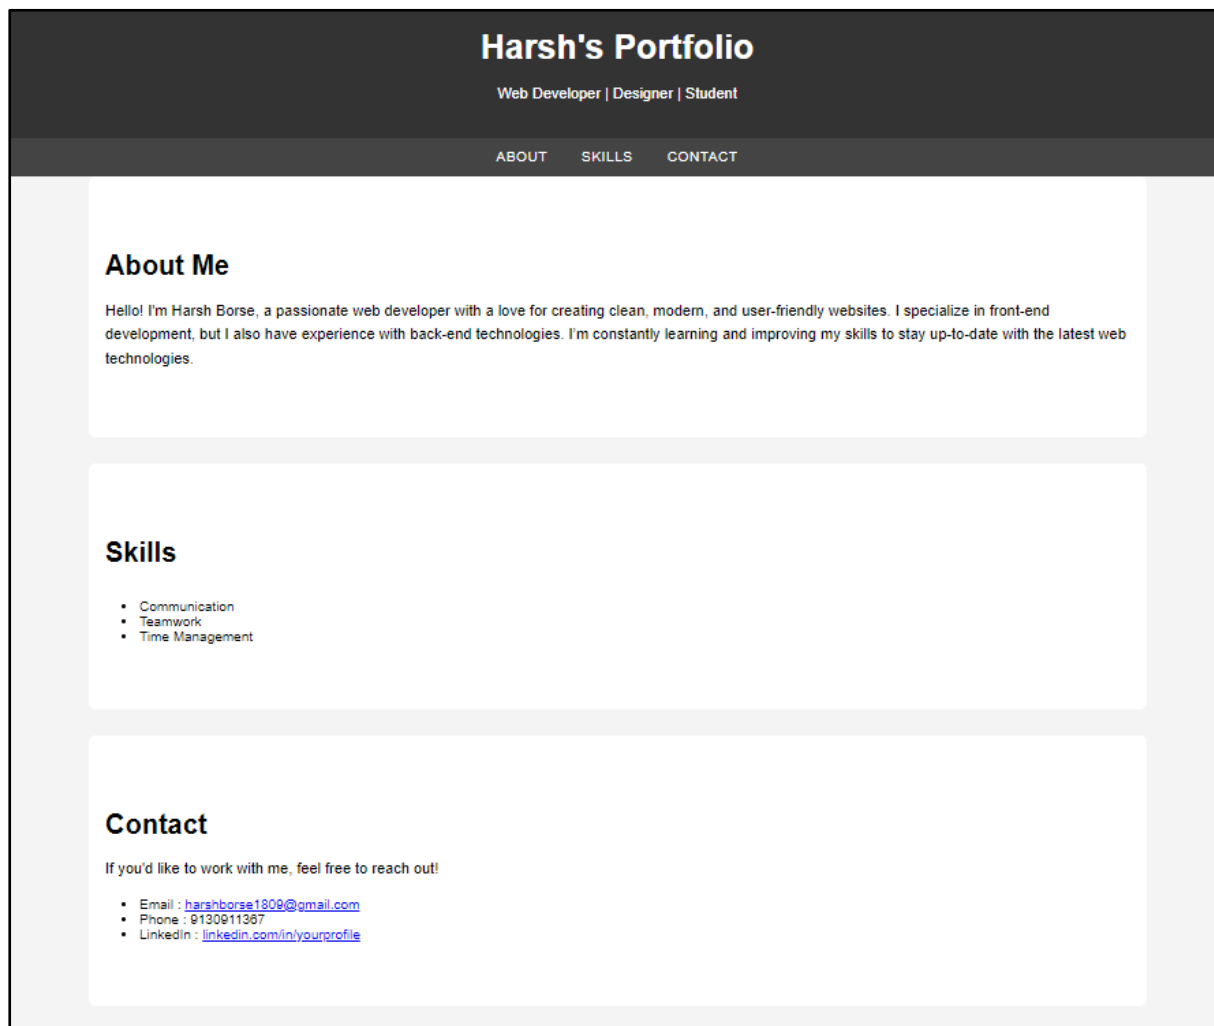 Harsh's Portfolio
Web Developer | Designer | Student
ABOUT SKILLS CONTACT
About Me
Hello! I'm Harsh Borse, a passionate web developer with a love for creating clean, modern, and user-friendly websites. I specialize in front-end
development, but I also have experience with back-end technologies. I'm constantly learning and improving my skills to stay up-to-date with the latest web
technologies.
Skills
• Communication
• Teamwork
• Time Management
Contact
If you'd like to work with me, feel free to reach out!
• Email : harshborse1809@gmail.com
• Phone : 9130911367
• LinkedIn : linkedin.com/in/yourprofile